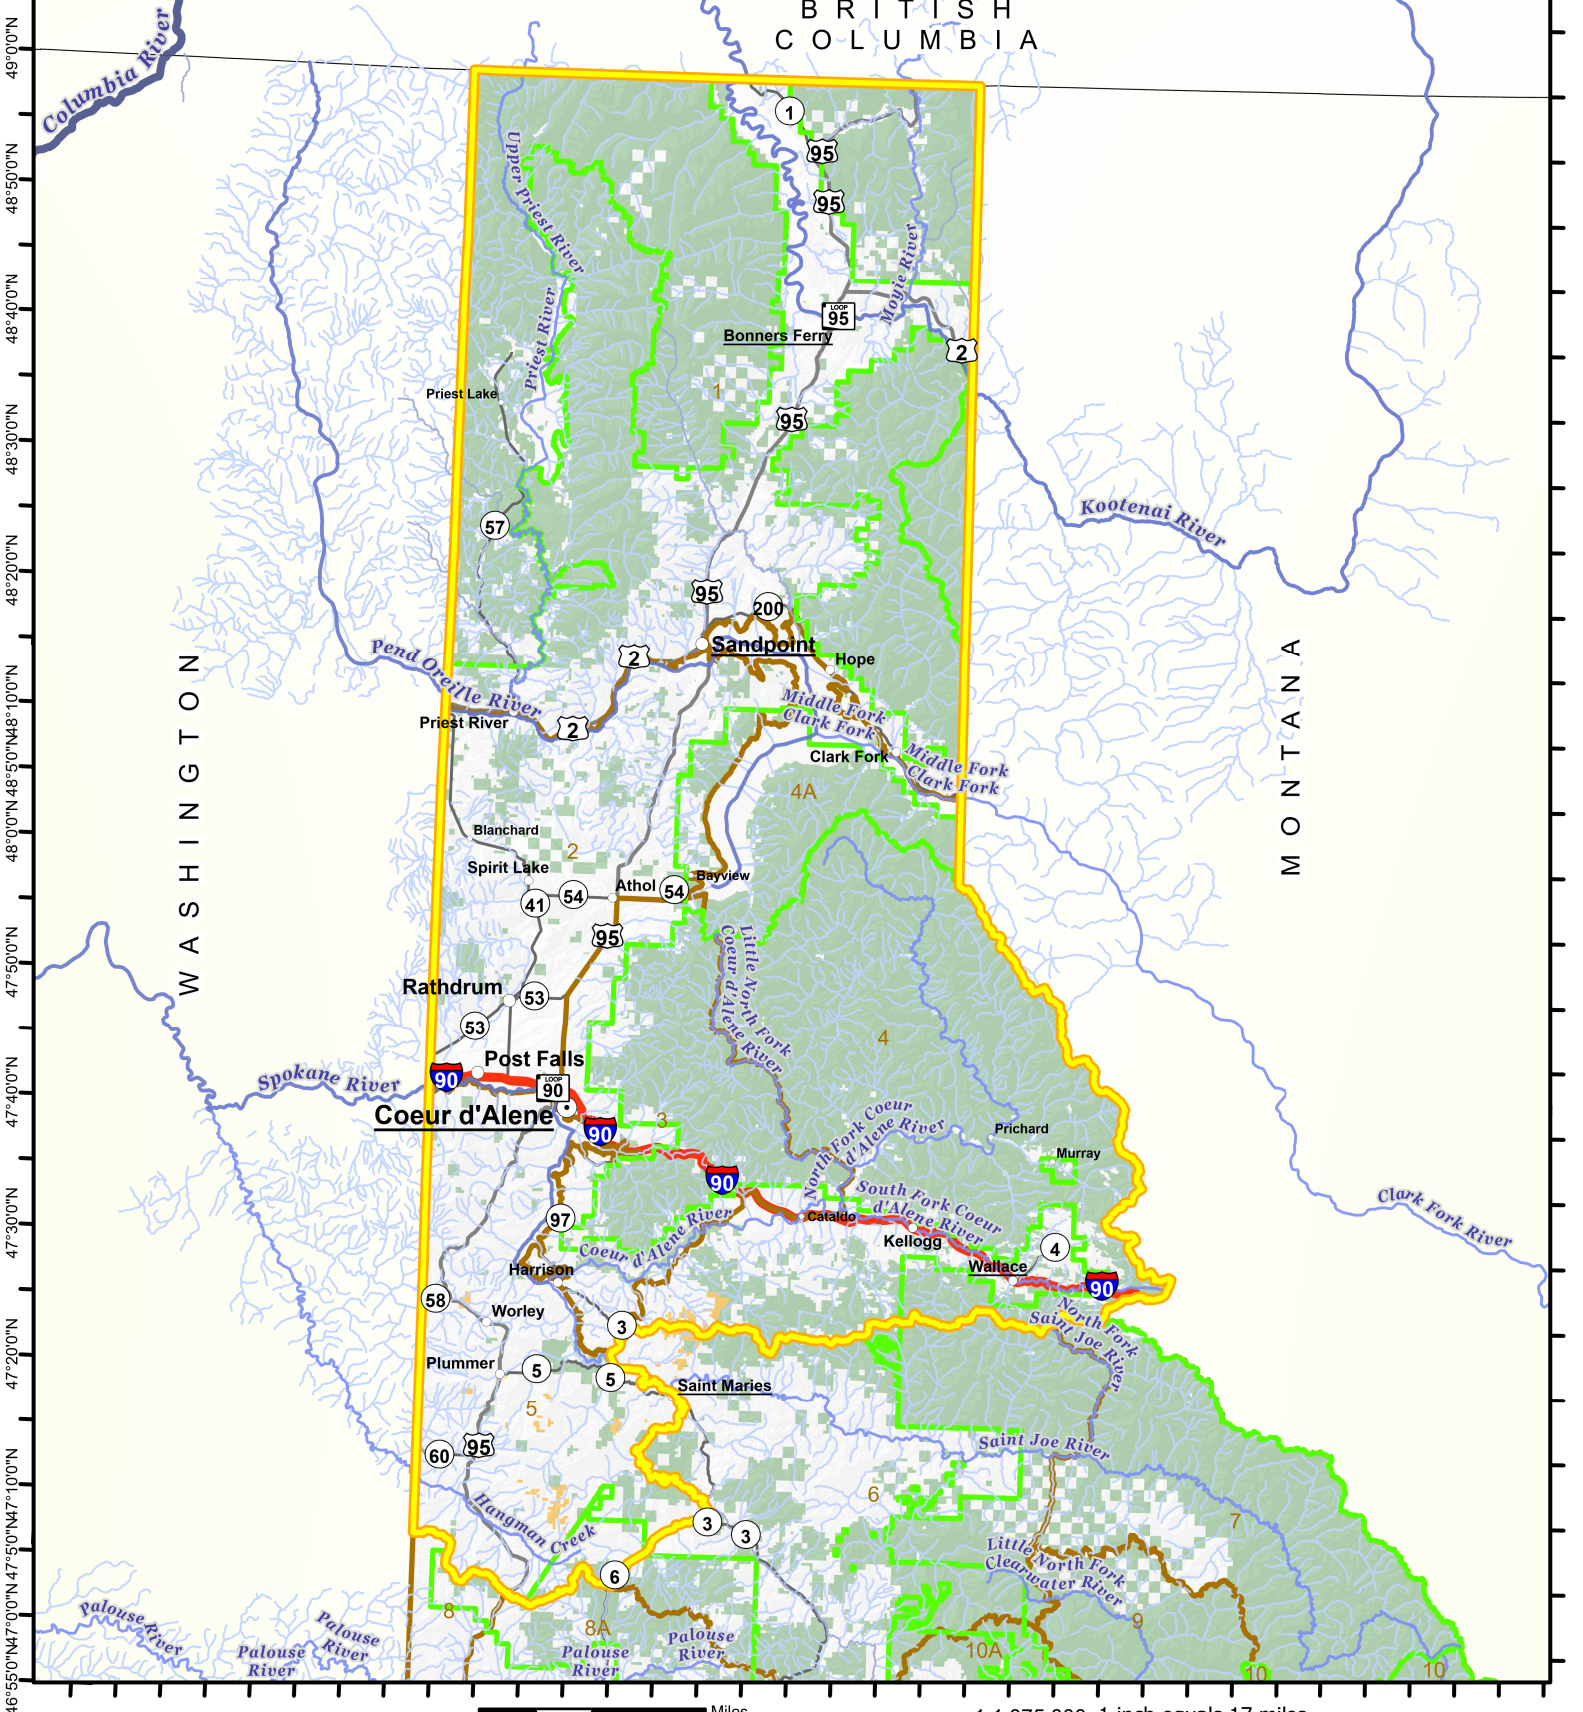 BRITISH
COLUMBIA
Columbia River
49°0'0"N
48°50'0"N
48°40'0"N
48°30'0"N
48°20'0"N
48°10'0"N
48°5'0"N
48°0'0"N
47°50'0"N
47°40'0"N
47°30'0"N
47°20'0"N
47°10'0"N
47°5'0"N
47°0'0"N
46°55'0"N
1
95
Upper Priest River
95
Moyie River
Priest River
LOOP
95
Bonners Ferry
2
Priest Lake
1
95
Kootenai River
57
95
200
Sandpoint
2
Hope
WASHINGTON
MONTANA
Pend Oreille River
Middle Fork
Clark Fork
Priest River
2
Clark Fork
Middle Fork
Clark Fork
4A
Blanchard
2
Spirit Lake
Athol
54
Bayview
54
41
95
Little North Fork
Coeur d'Alene River
Rathdrum
53
53
4
Post Falls
90
LOOP
90
Spokane River
Coeur d'Alene
90
3
North Fork Coeur
d'Alene River
Prichard
Murray
90
South Fork Coeur
d'Alene River
Clark Fork River
97
Cataldo
Coeur d'Alene River
Kellogg
4
Harrison
Wallace
90
58
Worley
3
North Fork
Saint Joe River
Plummer
5
5
Saint Maries
5
60
95
Saint Joe River
6
Hangman Creek
3
3
7
Little North Fork
Clearwater River
6
8
8A
9
10A
10
10
Palouse
River
Palouse
River
Palouse
River
Palouse
River
Palouse
River
Miles